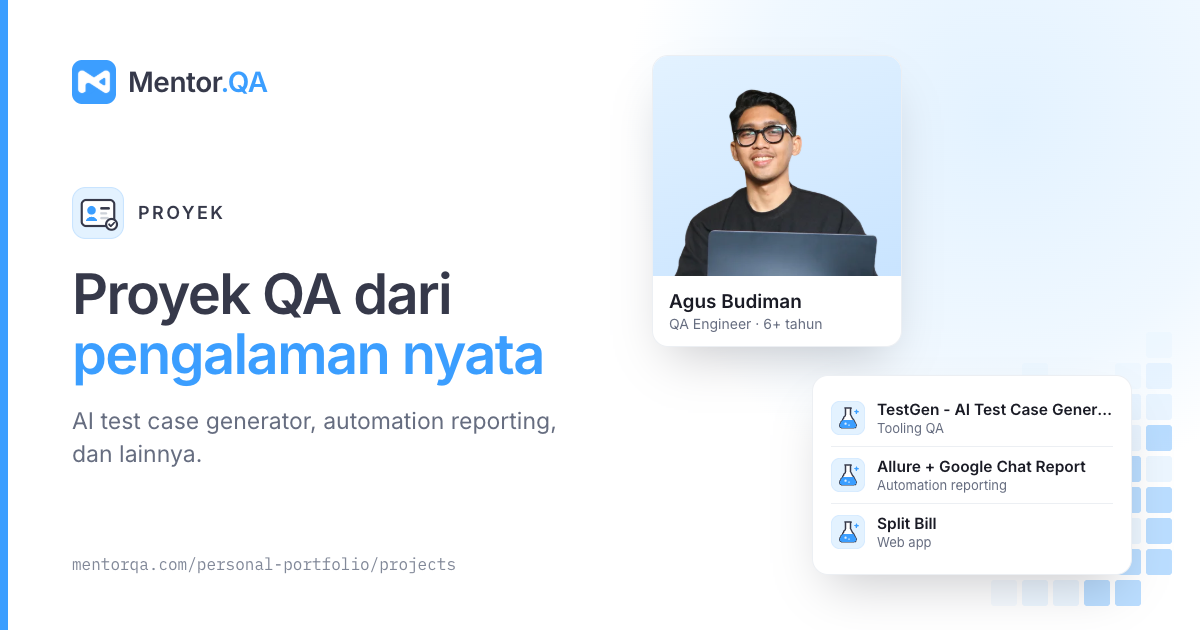 Mentor.QA
PROYEK
Proyek QA dari
pengalaman nyata
AI test case generator, automation reporting,
dan lainnya.
mentorqa.com/personal-portfolio/projects
Agus Budiman
QA Engineer · 6+ tahun
TestGen - AI Test Case Gener...
Tooling QA
Allure + Google Chat Report
Automation reporting
Split Bill
Web app